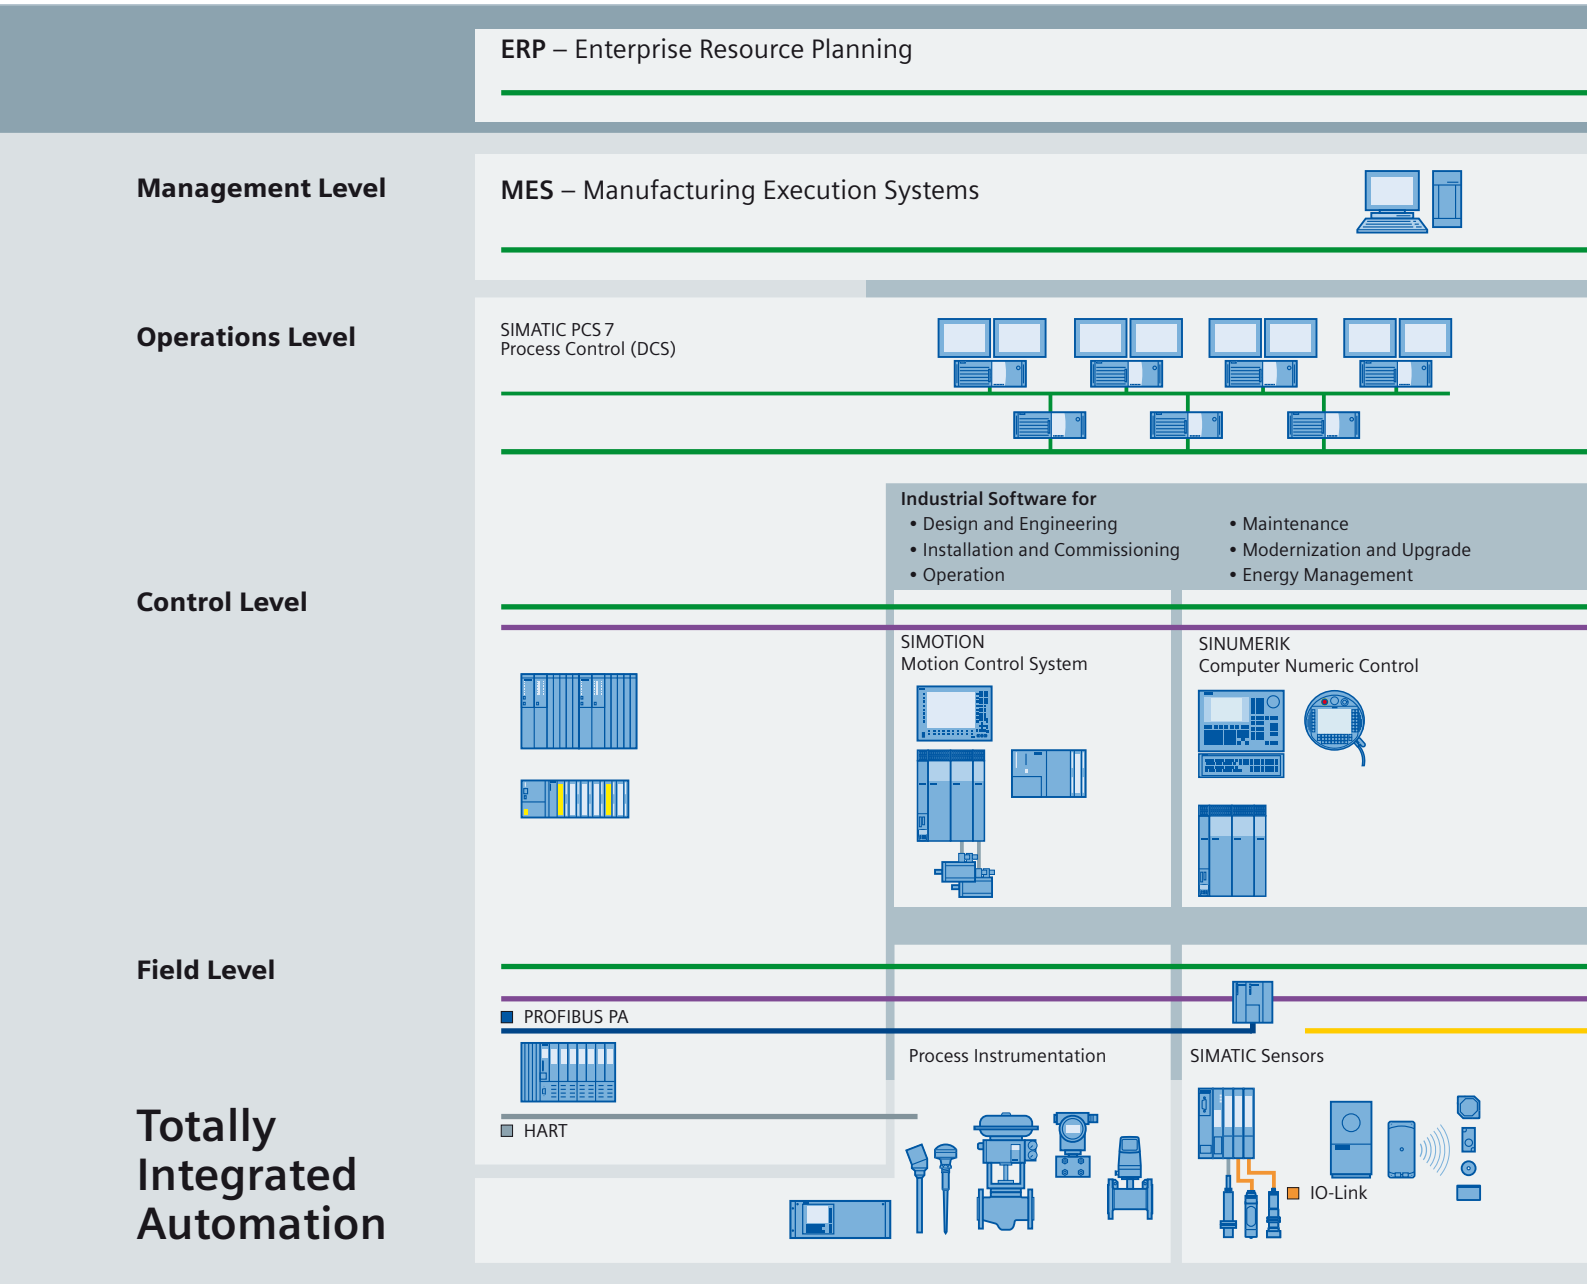 ERP – Enterprise Resource Planning
Management Level
MES – Manufacturing Execution Systems
Operations Level
SIMATIC PCS 7
Process Control (DCS)
Industrial Software for
• Design and Engineering
• Installation and Commissioning
• Operation
• Maintenance
• Modernization and Upgrade
• Energy Management
Control Level
SIMOTION
Motion Control System
SINUMERIK
Computer Numeric Control
Field Level
PROFIBUS PA
Process Instrumentation
SIMATIC Sensors
HART
IO-Link
Totally
Integrated
Automation